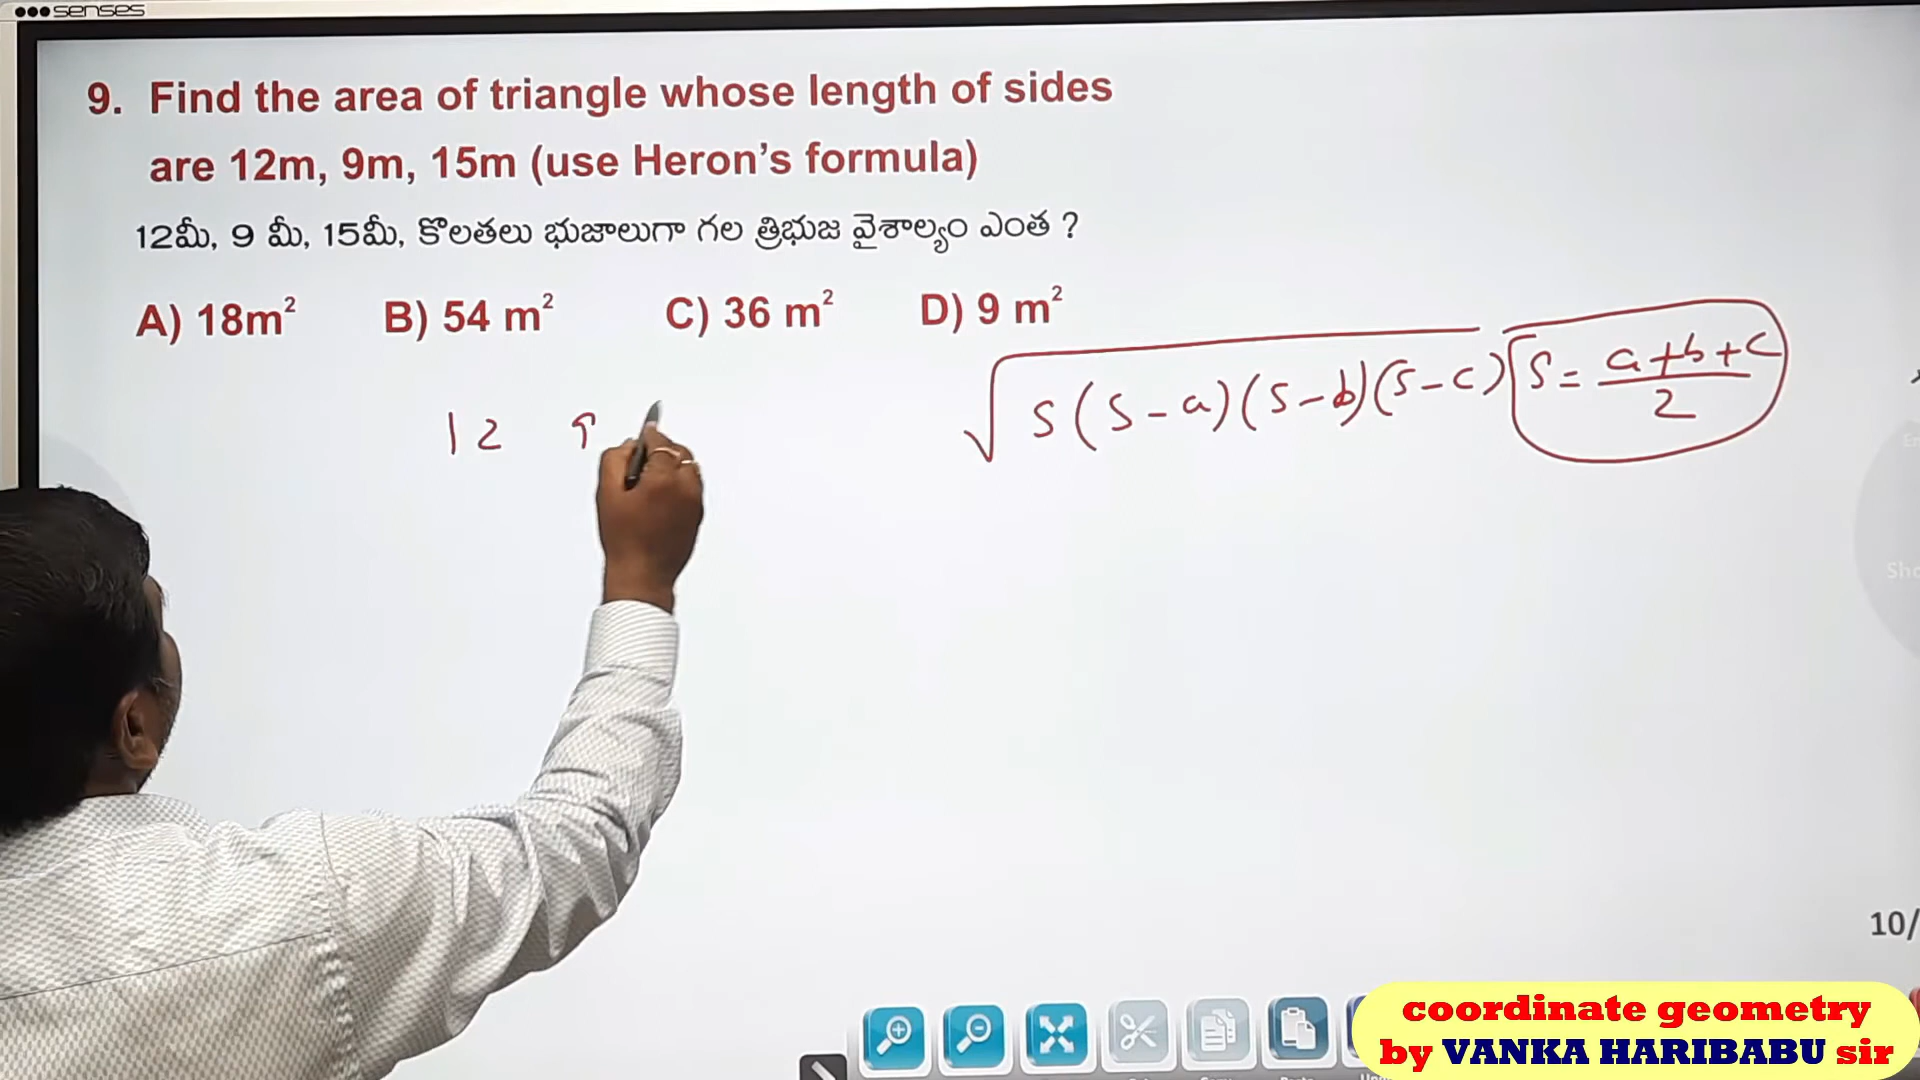 senses
9. Find the area of triangle whose length of sides
are 12m, 9m, 15m (use Heron's formula)
12మీ, 9 మీ, 15మీ, కొలతలు భుజాలుగా గల త్రిభుజ వైశాల్యం ఎంత ?
A) 18m² B) 54 m² C) 36 m² D) 9 m²
√s(s-a)(s-b)(s-c) s = a+b+c/2
12 9
10/
coordinate geometry
by VANKA HARIBABU sir